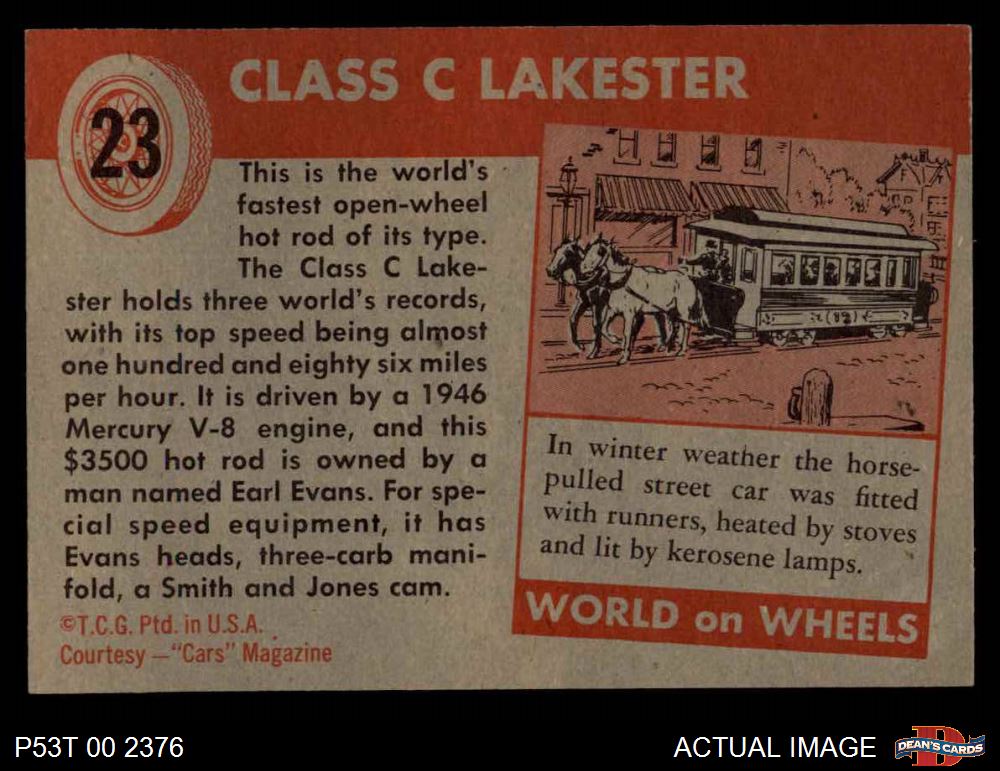 CLASS C LAKESTER
23
This is the world's
fastest open-wheel
hot rod of its type.
The Class C Lake-
ster holds three world's records,
with its top speed being almost
one hundred and eighty six miles
per hour. It is driven by a 1946
Mercury V-8 engine, and this
$3500 hot rod is owned by a
man named Earl Evans. For spe-
cial speed equipment, it has
Evans heads, three-carb mani-
fold, a Smith and Jones cam.
©T.C.G. Ptd. in U.S.A.
Courtesy—"Cars" Magazine
In winter weather the horse-
pulled street car was fitted
with runners, heated by stoves
and lit by kerosene lamps.
WORLD on WHEELS
P53T 00 2376
ACTUAL IMAGE
D
DEAN'S CARDS